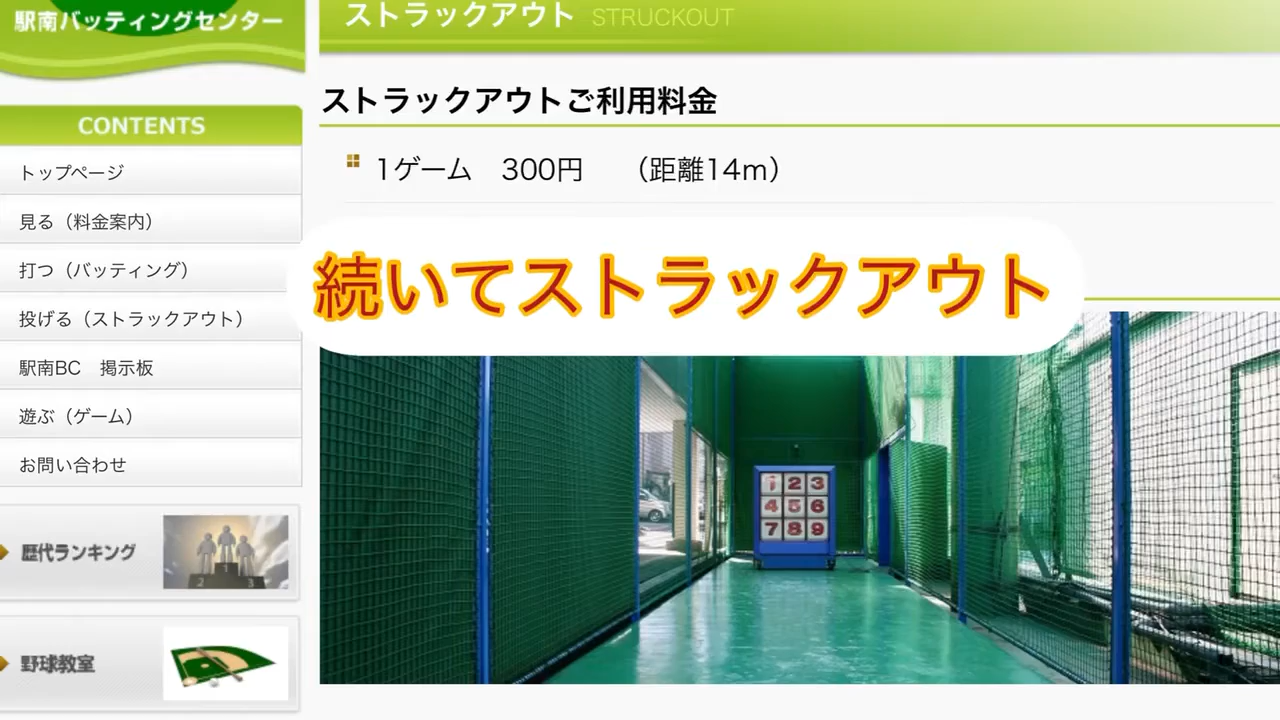 駅南バッティングセンター
ストラックアウト STRUCKOUT
CONTENTS
トップページ
見る（料金案内）
打つ（バッティング）
投げる（ストラックアウト）
駅南BC　掲示板
遊ぶ（ゲーム）
お問い合わせ
歴代ランキング
2 1 3
野球教室
ストラックアウトご利用料金
1ゲーム　300円　（距離14m）
続いてストラックアウト
1 2 3
4 5 6
7 8 9